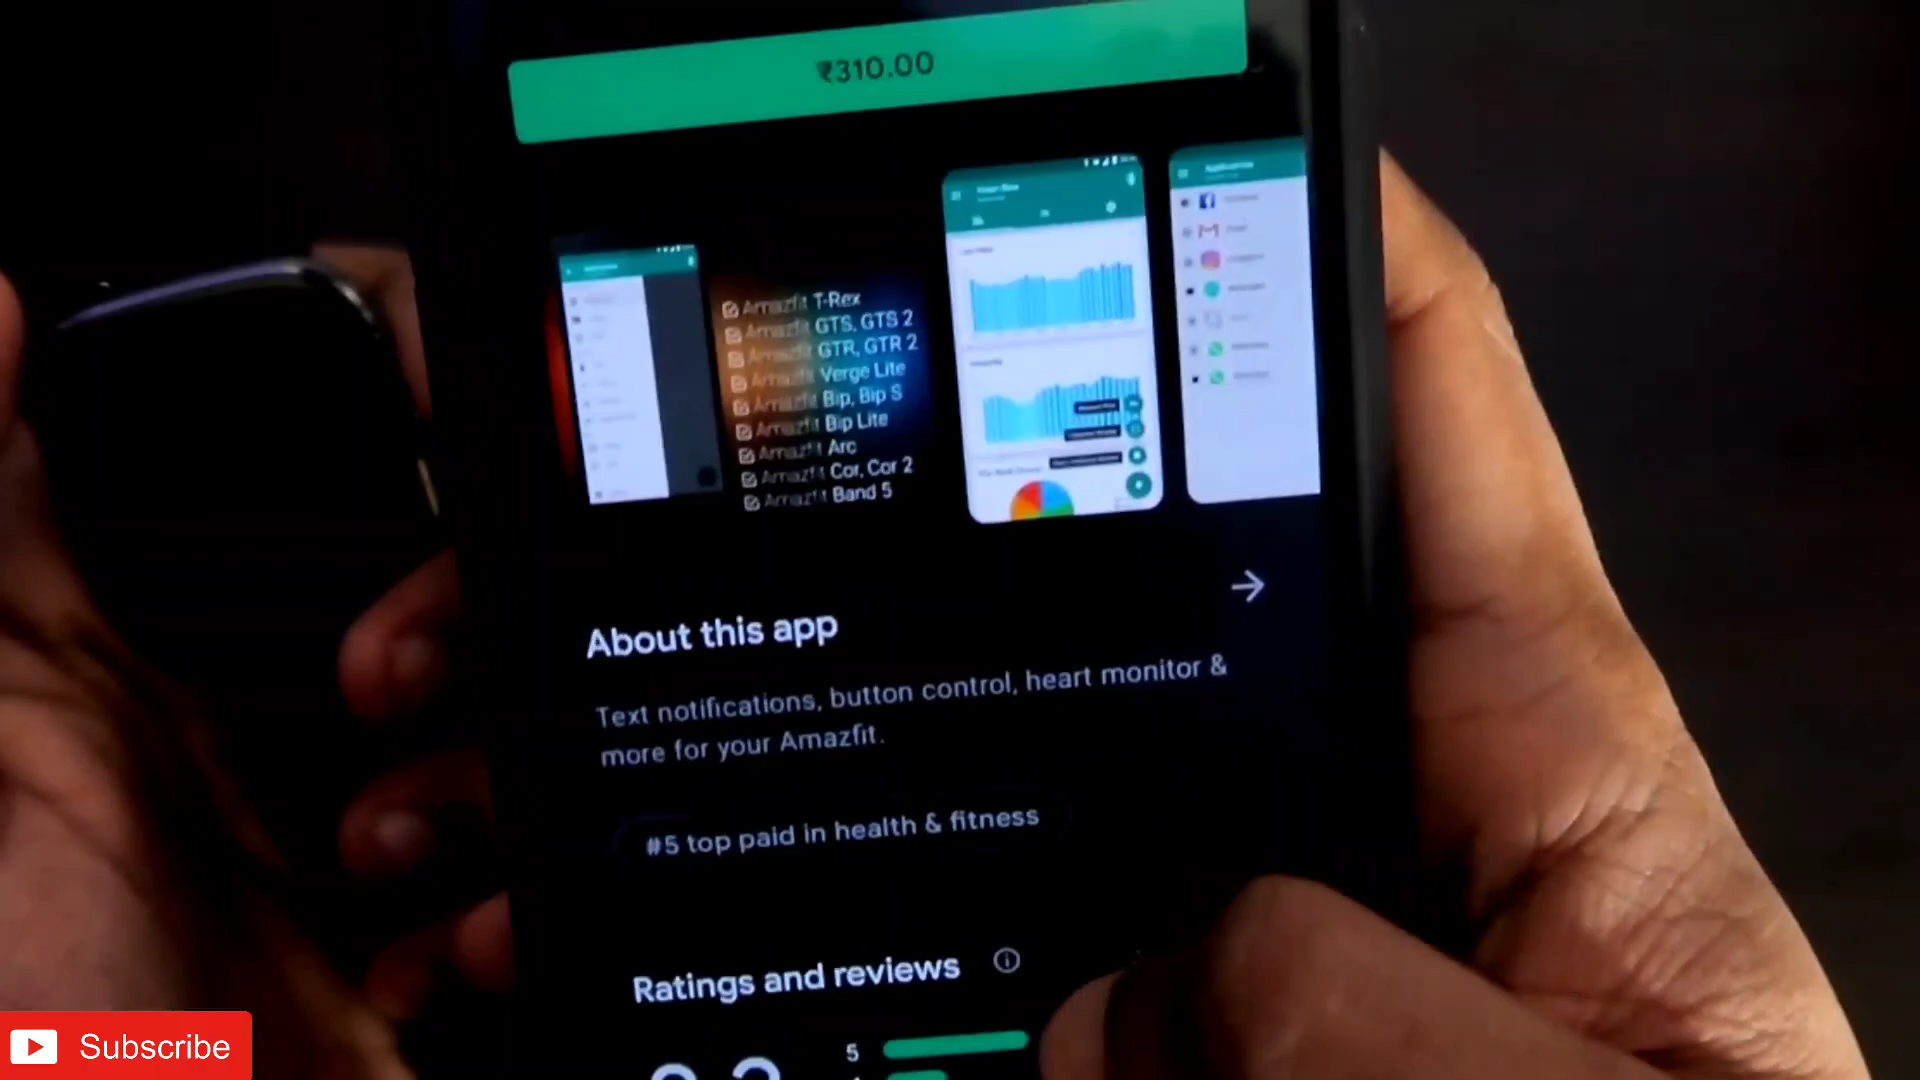 ₹310.00
Amazfit T-Rex
Amazfit GTS, GTS 2
Amazfit GTR, GTR 2
Amazfit Verge Lite
Amazfit Bip, Bip S
Amazfit Bip Lite
Amazfit Arc
Amazfit Cor, Cor 2
Amazfit Band 5
About this app
Text notifications, button control, heart monitor &
more for your Amazfit.
#5 top paid in health & fitness
Ratings and reviews
5
Subscribe